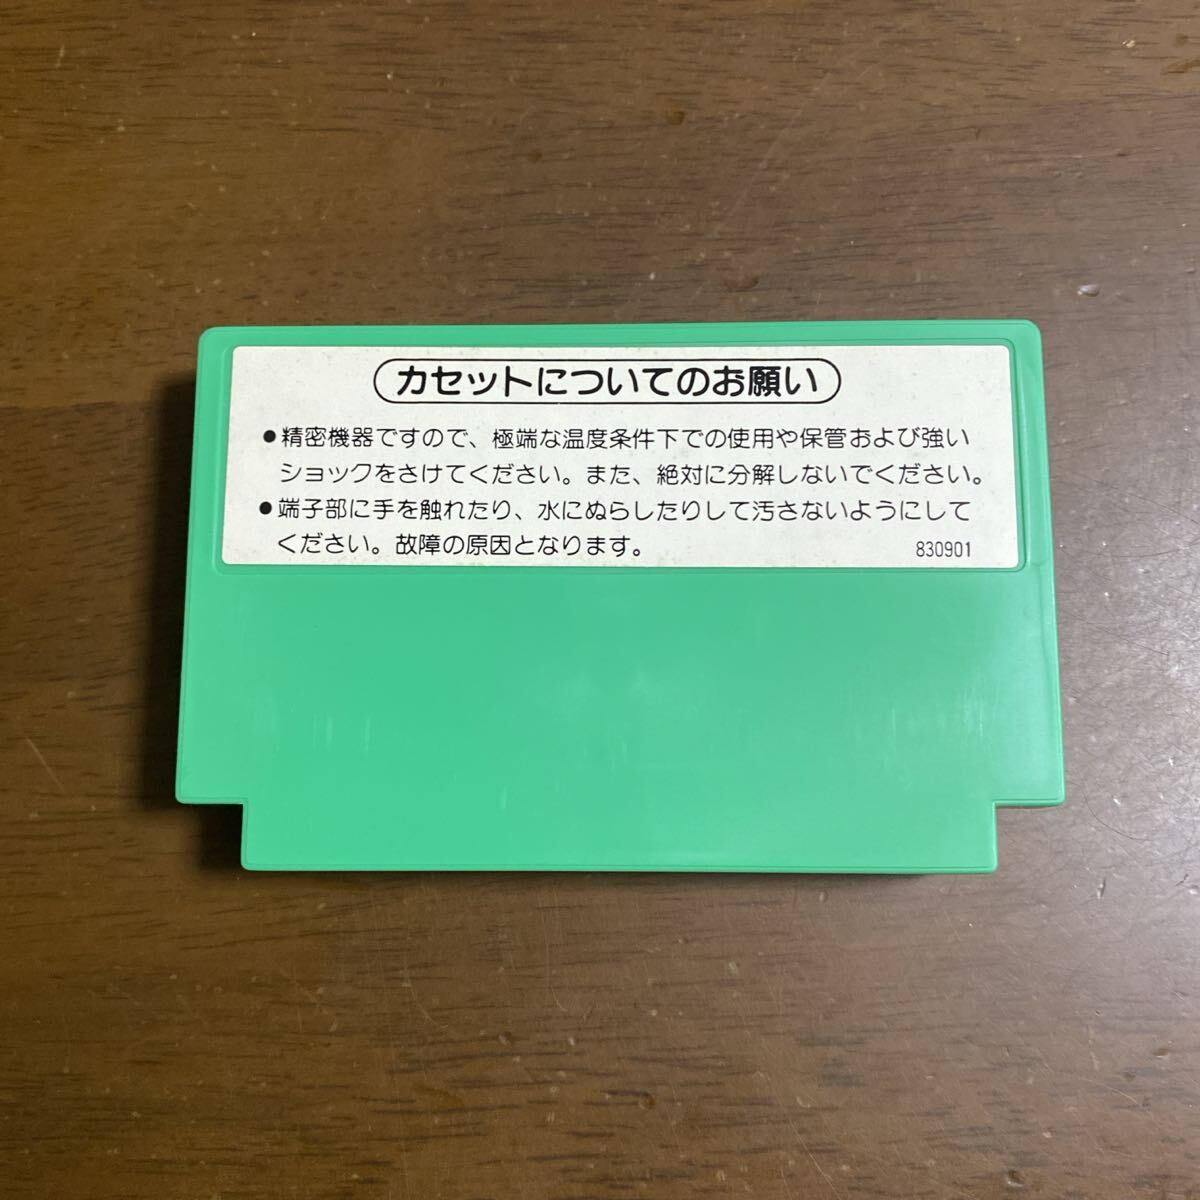 カセットについてのお願い
●精密機器ですので、極端な温度条件下での使用や保管および強い
ショックをさけてください。また、絶対に分解しないでください。
●端子部に手を触れたり、水にぬらしたりして汚さないようにして
ください。故障の原因となります。 830901